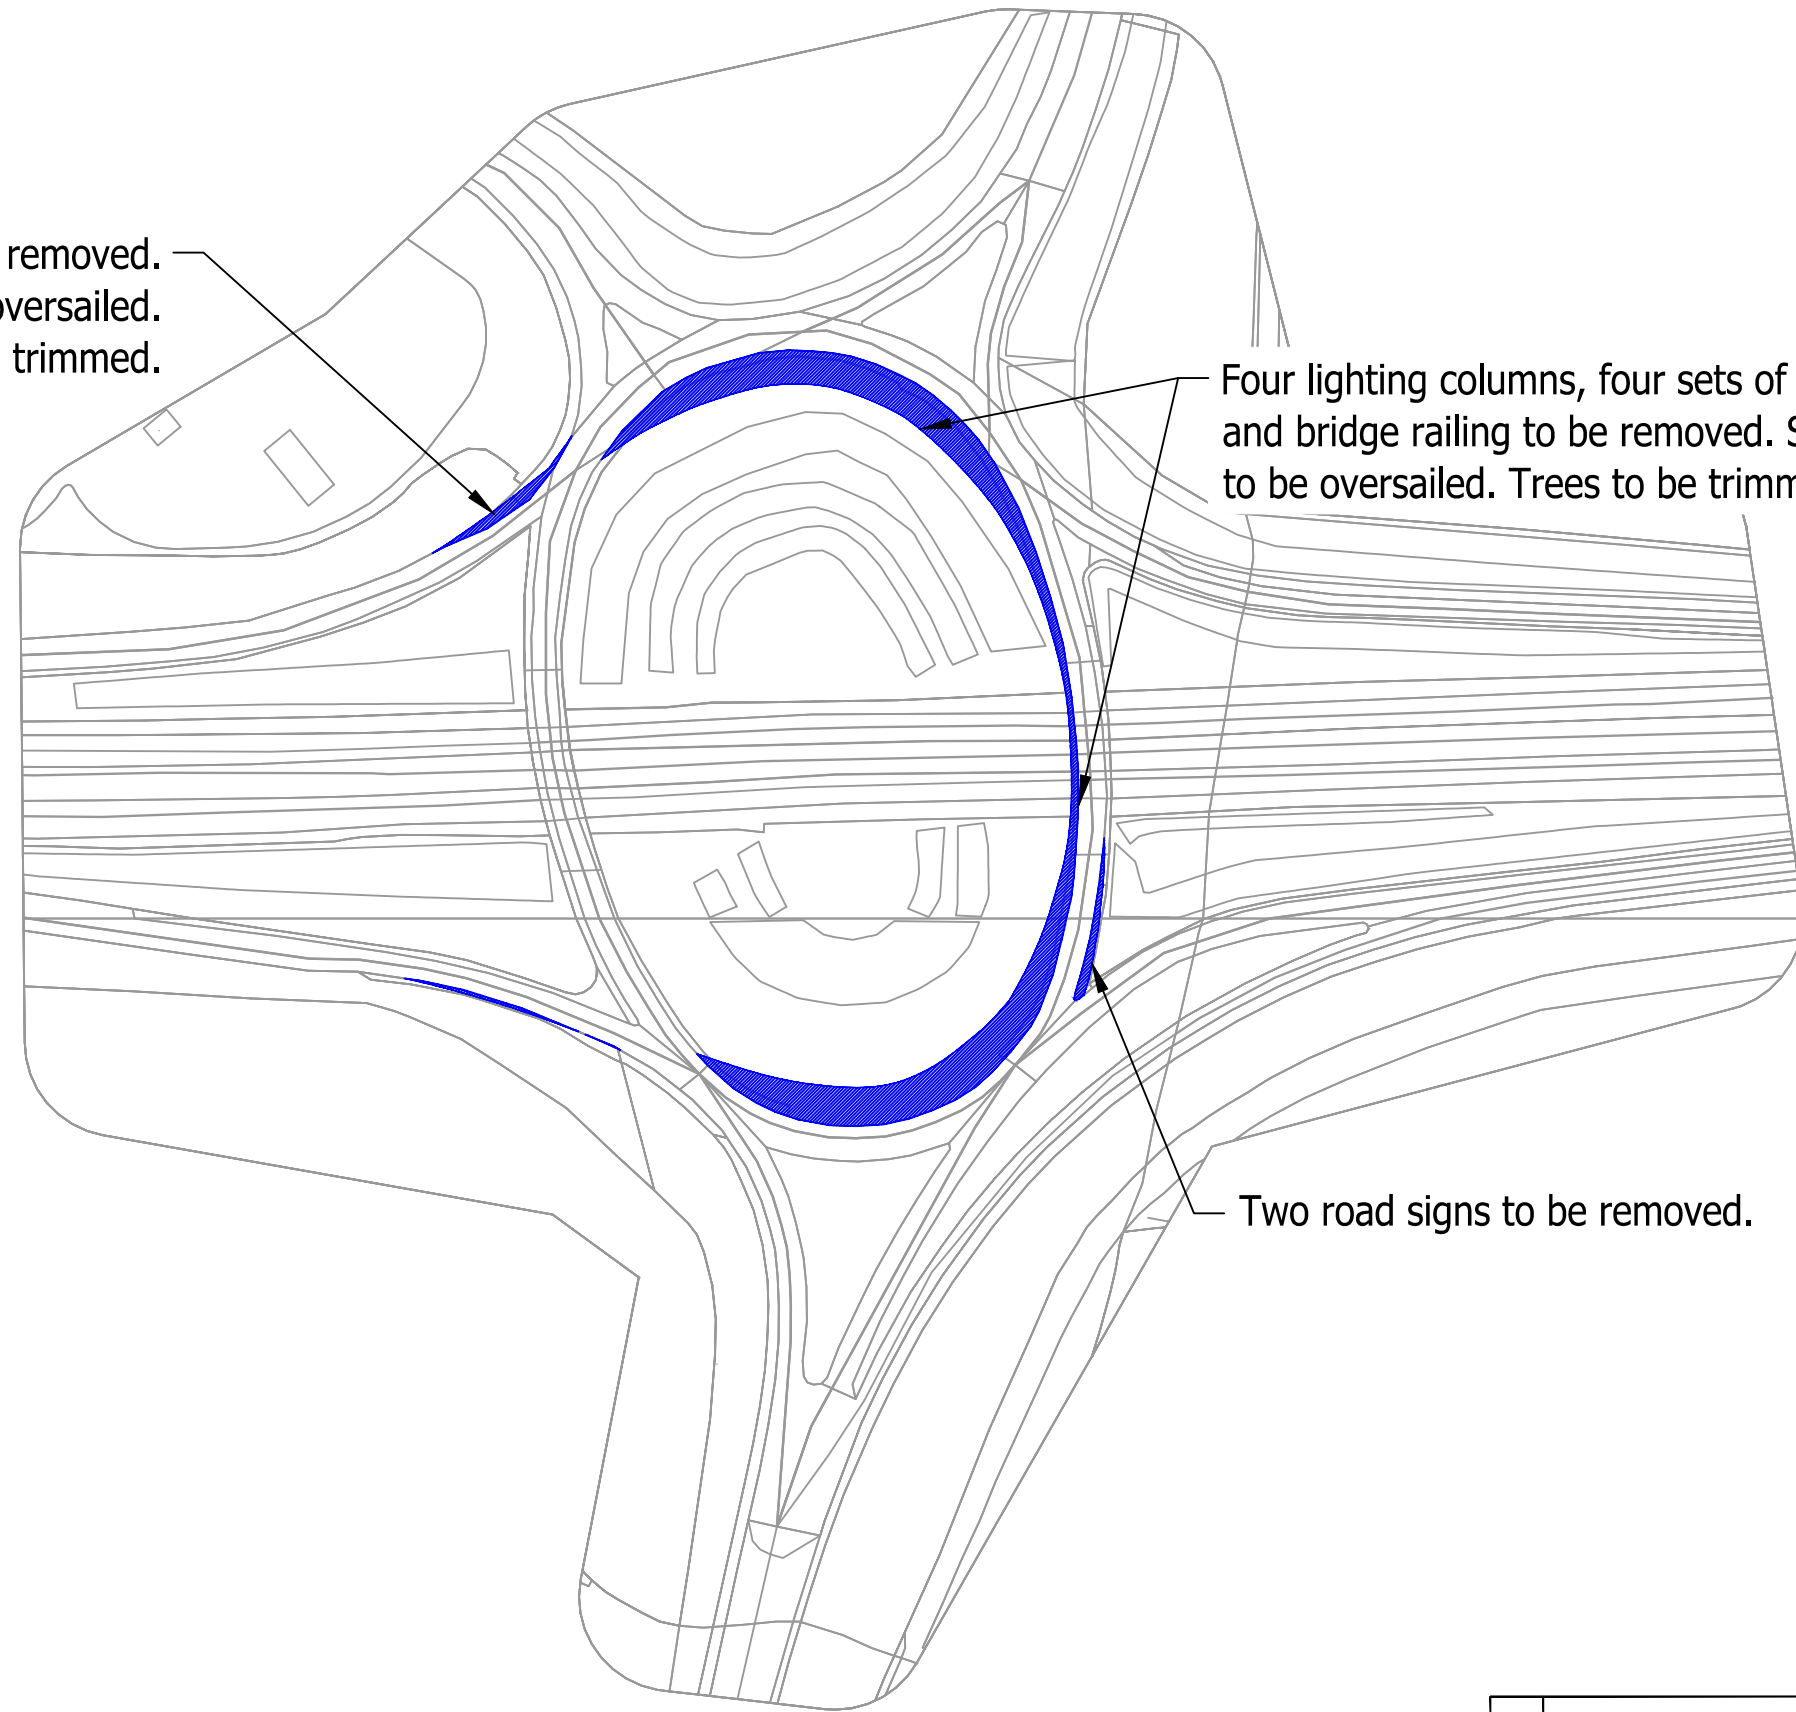 removed.
oversailed.
trimmed.
Four lighting columns, four sets of
and bridge railing to be removed.
to be oversailed. Trees to be
Two road signs to be removed.